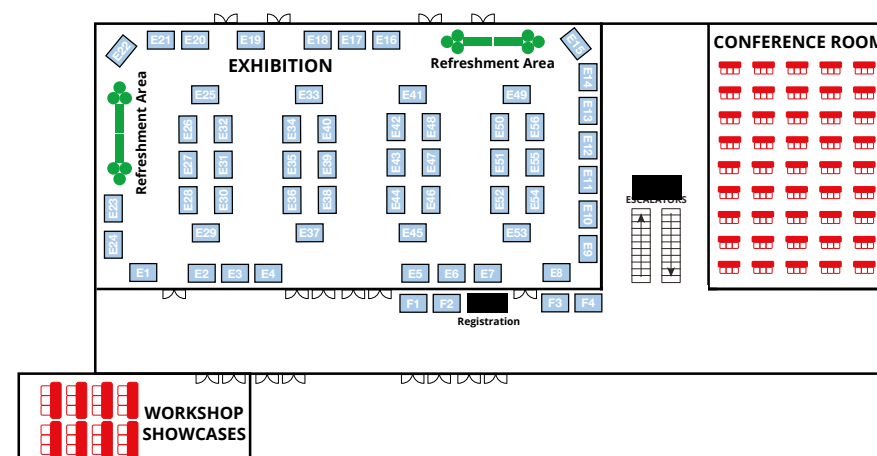 E21 E20 E19 E18 E17 E16
E22
E15
EXHIBITION
Refreshment Area
CONFERENCE ROOM
Refreshment Area
E14
E13
E12
E11
E10
E9
E25 E33 E41 E49
E26 E32 E34 E40 E42 E48 E50 E56
E27 E31 E35 E39 E43 E47 E51 E55
E28 E30 E36 E38 E44 E46 E52 E54
E29 E37 E45 E53
E23
E24
E1 E2 E3 E4 E5 E6 E7 E8
ESCALATORS
F1 F2 F3 F4
Registration
WORKSHOP
SHOWCASES